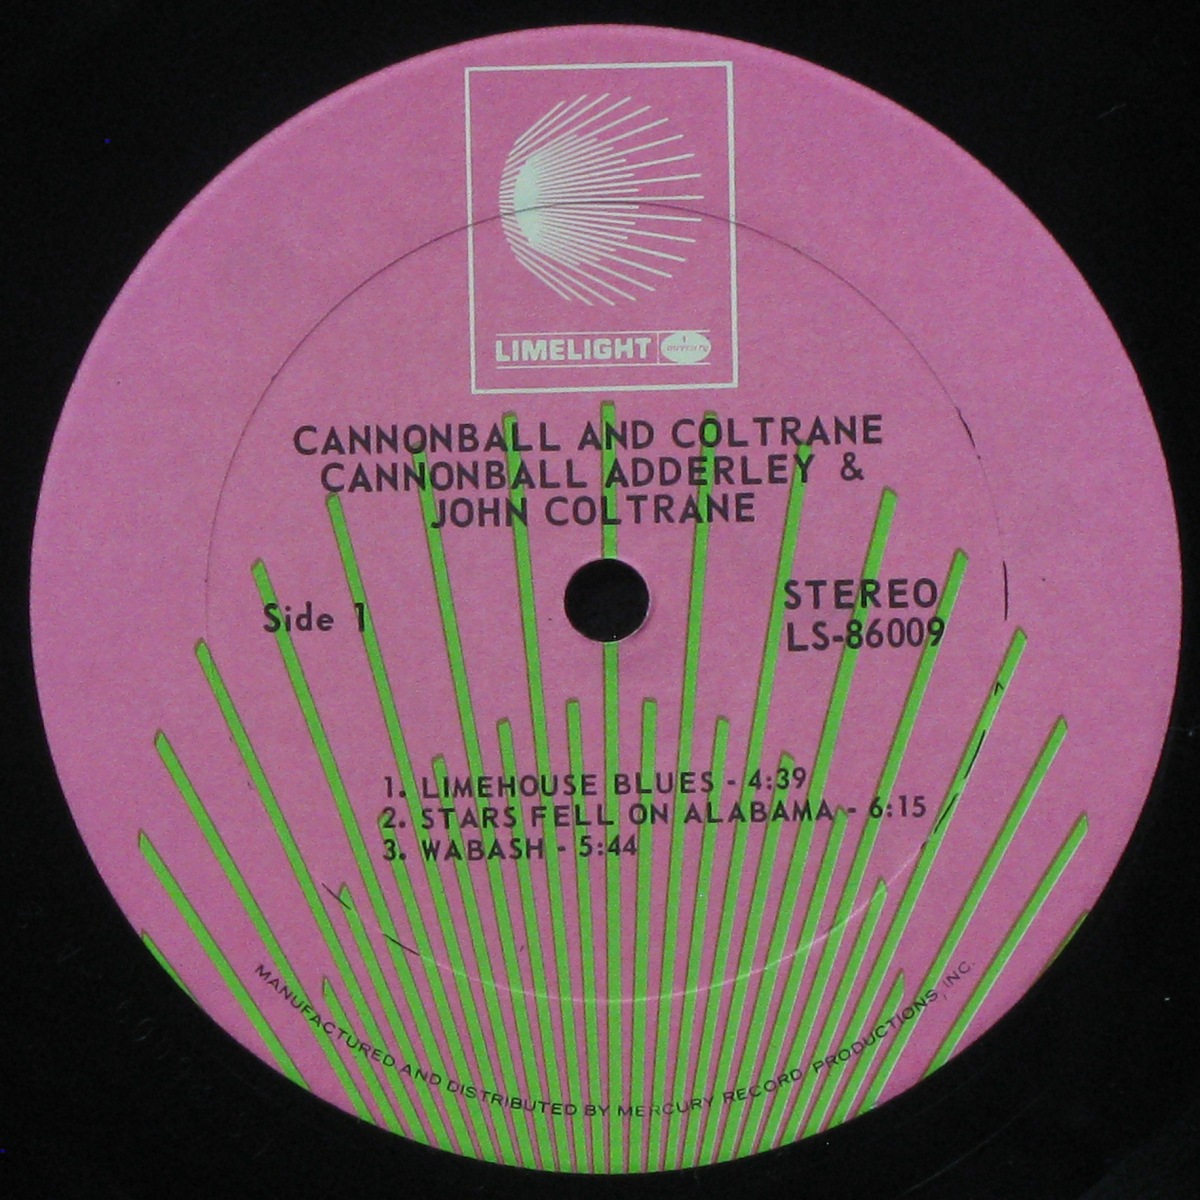 LIMELIGHT mercury
CANNONBALL AND COLTRANE
CANNONBALL ADDERLEY &
JOHN COLTRANE
Side 1
STEREO
LS-86009
1. LIMEHOUSE BLUES - 4:39
2. STARS FELL ON ALABAMA - 6:15
3. WABASH - 5:44
MANUFACTURED AND DISTRIBUTED BY MERCURY RECORD PRODUCTIONS, INC.